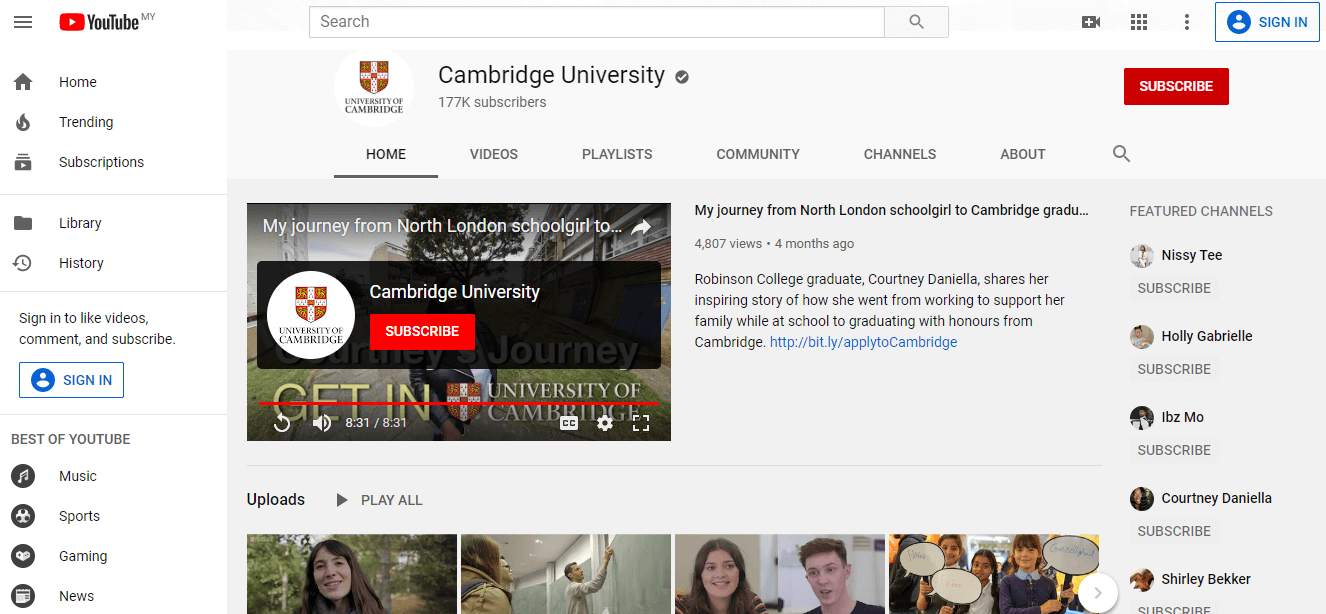 YouTube MY
Search
SIGN IN
Home
Trending
Subscriptions
Library
History
Sign in to like videos,
comment, and subscribe.
SIGN IN
BEST OF YOUTUBE
Music
Sports
Gaming
News
UNIVERSITY OF
CAMBRIDGE
Cambridge University
177K subscribers
SUBSCRIBE
HOME VIDEOS PLAYLISTS COMMUNITY CHANNELS ABOUT
My journey from North London schoolgirl to...
Cambridge University
SUBSCRIBE
UNIVERSITY OF
CAMBRIDGE
Courtney's Journey
GET IN
UNIVERSITY OF
CAMBRIDGE
8:31 / 8:31
CC
My journey from North London schoolgirl to Cambridge gradu...
4,807 views • 4 months ago
Robinson College graduate, Courtney Daniella, shares her
inspiring story of how she went from working to support her
family while at school to graduating with honours from
Cambridge. http://bit.ly/applytoCambridge
Uploads PLAY ALL
FEATURED CHANNELS
Nissy Tee
SUBSCRIBE
Holly Gabrielle
SUBSCRIBE
Ibz Mo
SUBSCRIBE
Courtney Daniella
SUBSCRIBE
Shirley Bekker
SUBSCRIBE